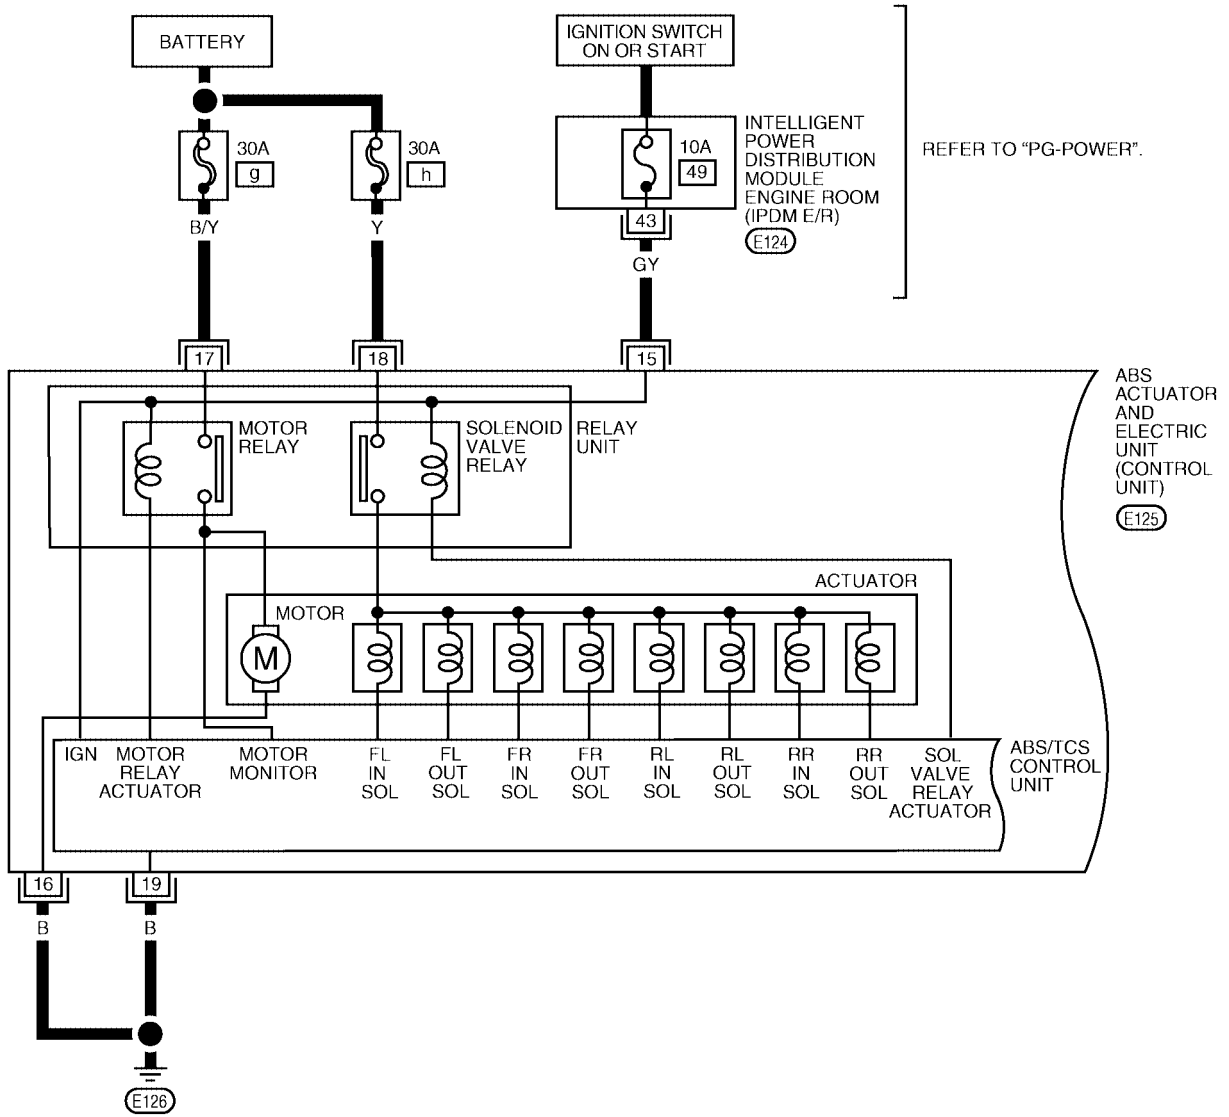 BATTERY
IGNITION SWITCH
ON OR START
30A
g
30A
h
10A
49
INTELLIGENT
POWER
DISTRIBUTION
MODULE
ENGINE ROOM
(IPDM E/R)
E124
REFER TO “PG-POWER”.
43
B/Y
Y
GY
17
18
15
ABS
ACTUATOR
AND
ELECTRIC
UNIT
(CONTROL
UNIT)
E125
MOTOR
RELAY
SOLENOID
VALVE
RELAY
RELAY
UNIT
ACTUATOR
MOTOR
M
IGN
MOTOR
RELAY
ACTUATOR
MOTOR
MONITOR
FL
IN
SOL
FL
OUT
SOL
FR
IN
SOL
FR
OUT
SOL
RL
IN
SOL
RL
OUT
SOL
RR
IN
SOL
RR
OUT
SOL
SOL
VALVE
RELAY
ACTUATOR
ABS/TCS
CONTROL
UNIT
16
19
B
B
E126